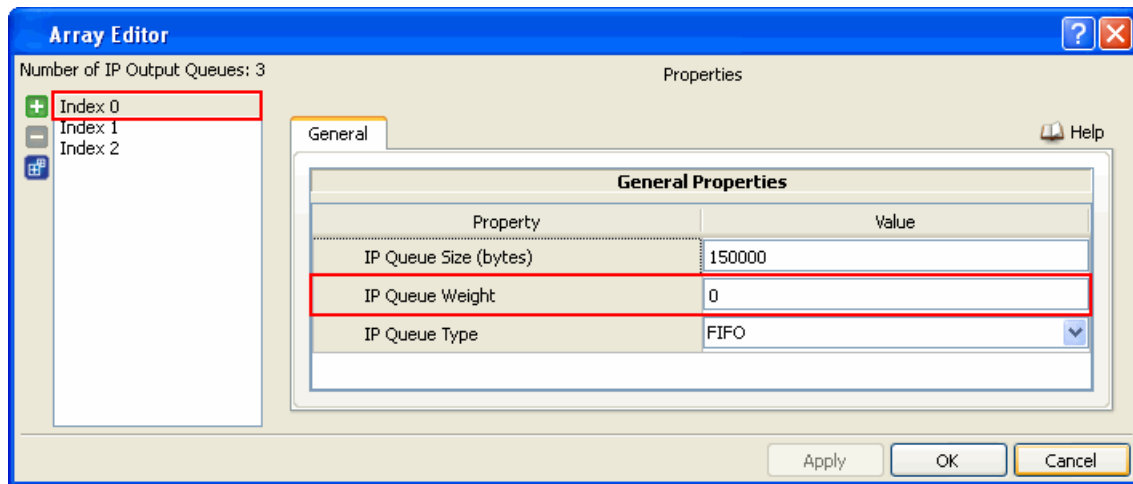 Array Editor
Number of IP Output Queues: 3
Properties
Index 0
Index 1
Index 2
General
Help
General Properties
Property Value
IP Queue Size (bytes) 150000
IP Queue Weight 0
IP Queue Type FIFO
Apply OK Cancel